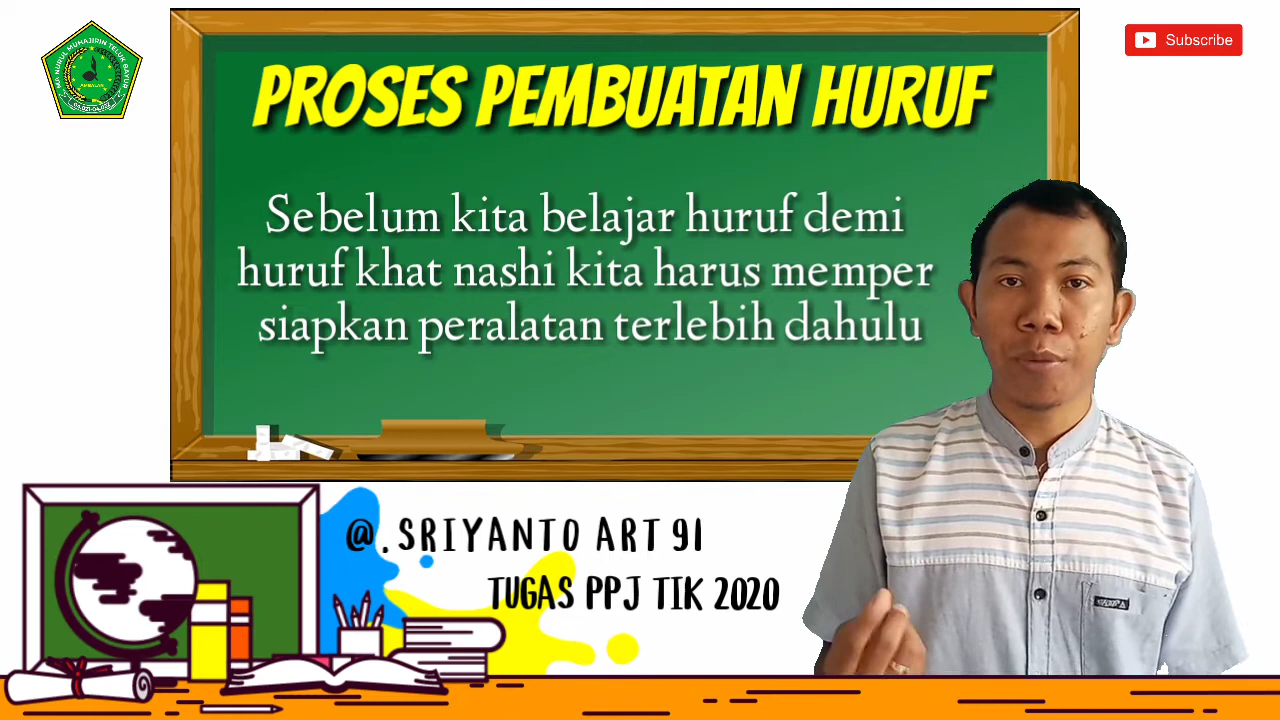 Subscribe
PROSES PEMBUATAN HURUF
Sebelum kita belajar huruf demi
huruf khat nashi kita harus memper
siapkan peralatan terlebih dahulu
@. SRIYANTO ART 91
TUGAS PPJ TIK 2020